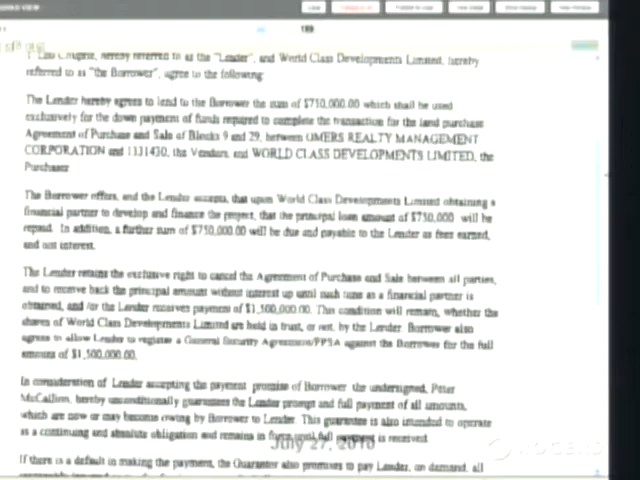 189
hereby referred to as the "Lender", and World Class Developments Limited, hereby
referred to as "the Borrower", agree to the following:
The Lender hereby agrees to lend to the Borrower the sum of $750,000.00 which shall be used
exclusively for the down payment of funds required to complete the transaction for the land purchase
Agreement of Purchase and Sale of Blocks 9 and 29, between OMERS REALTY MANAGEMENT
CORPORATION and 1331430, the Vendors, and WORLD CLASS DEVELOPMENTS LIMITED, the
Purchaser
The Borrower offers, and the Lender accepts, that upon World Class Developments Limited obtaining a
financial partner to develop and finance the project, that the principal loan amount of $750,000 will be
repaid. In addition, a further sum of $750,000.00 will be due and payable to the Lender as fees earned,
and not interest.
The Lender retains the exclusive right to cancel the Agreement of Purchase and Sale between all parties,
and to receive back the principal amount without interest up until such time as a financial partner is
obtained, and /or the Lender receives payment of $1,500,000.00. This condition will remain, whether the
shares of World Class Developments Limited are held in trust, or not, by the Lender. Borrower also
agrees to allow Lender to register a General Security Agreement/PPSA against the Borrower for the full
amount of $1,500,000.00.
In consideration of Lender accepting the payment promise of Borrower the undersigned, Peter
McCallion, hereby unconditionally guarantees the Lender prompt and full payment of all amounts,
which are now or may become owing by Borrower to Lender. This guarantee is also intended to operate
as a continuing and absolute obligation and remains in force until full payment is received.
July 27, 2010
ROGERS
If there is a default in making the payment, the Guarantor also promises to pay Lender, on demand, all